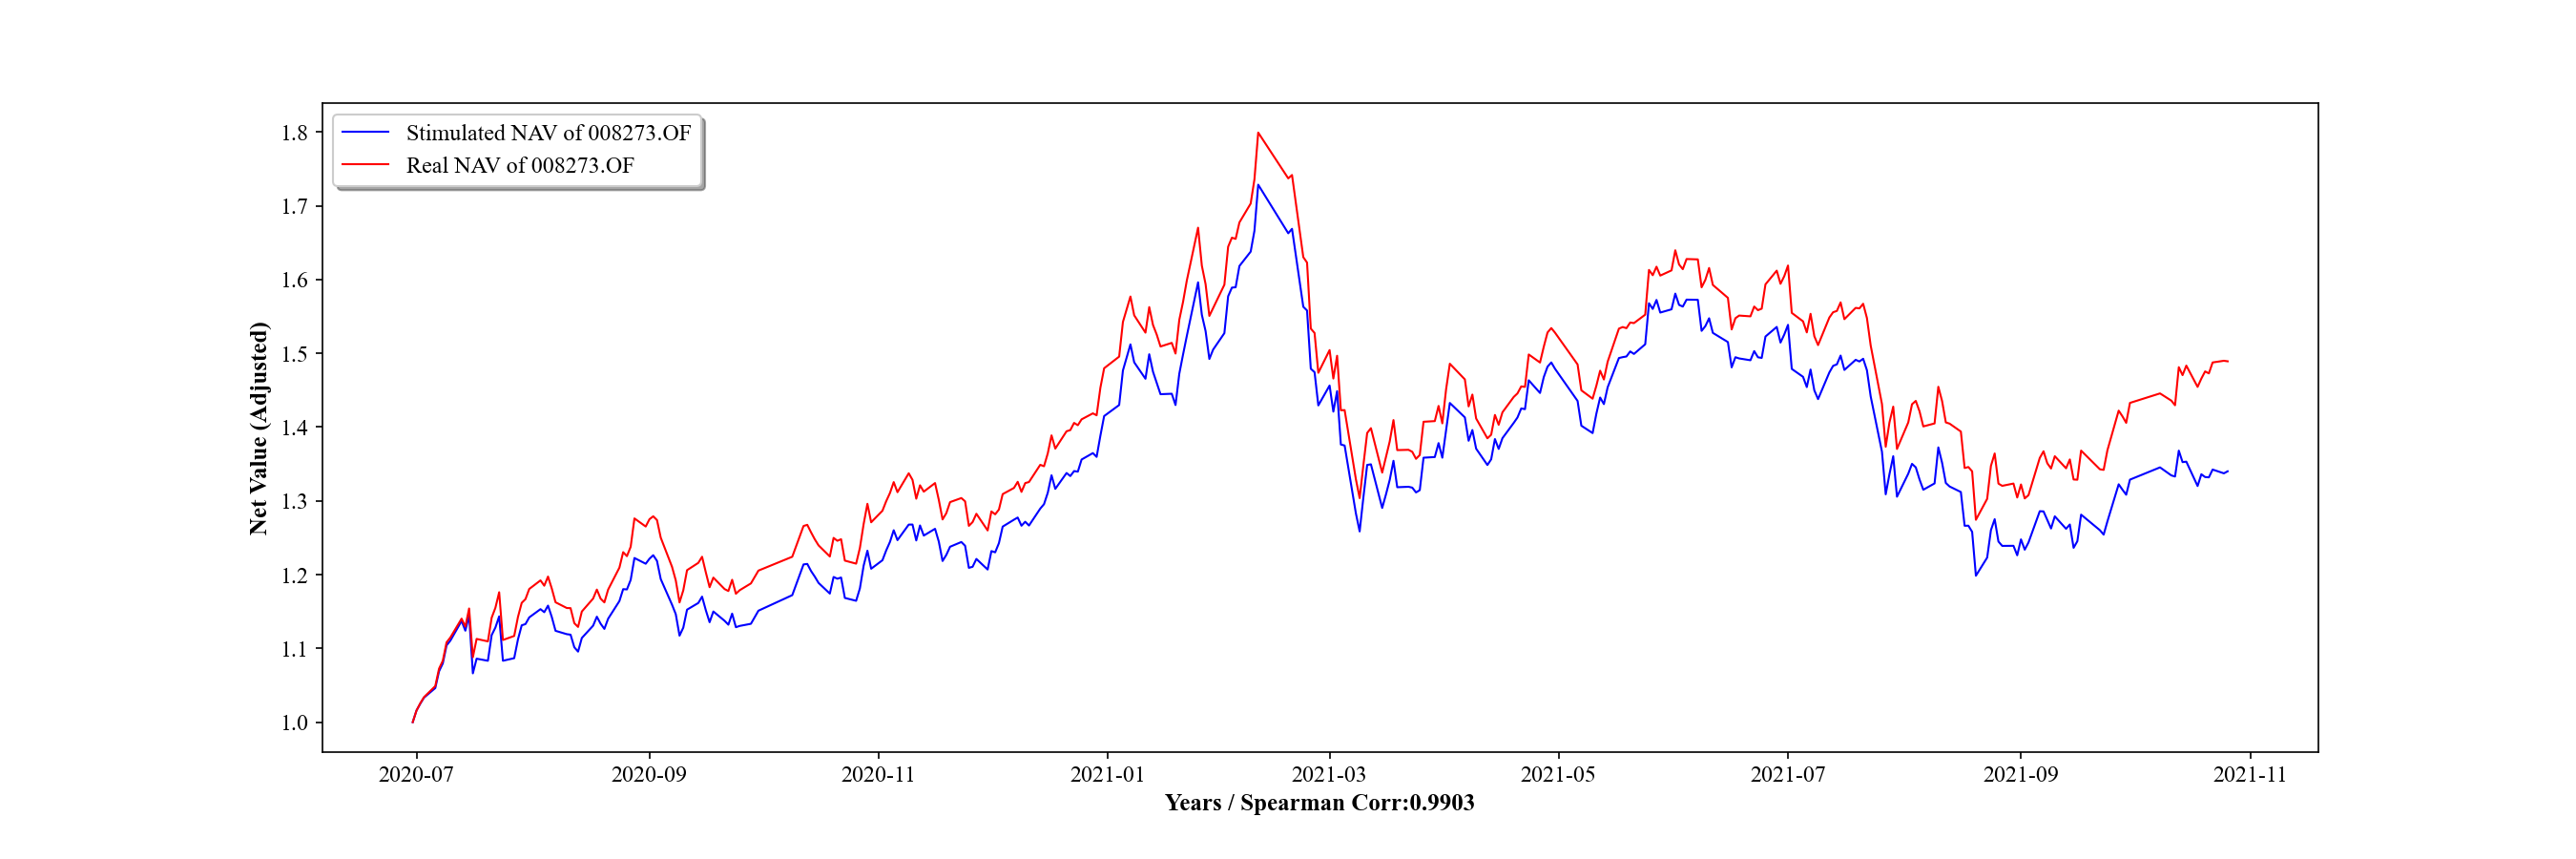 Stimulated NAV of 008273.OF
Real NAV of 008273.OF
Net Value (Adjusted)
1.8
1.7
1.6
1.5
1.4
1.3
1.2
1.1
1.0
2020-07 2020-09 2020-11 2021-01 2021-03 2021-05 2021-07 2021-09 2021-11
Years / Spearman Corr:0.9903